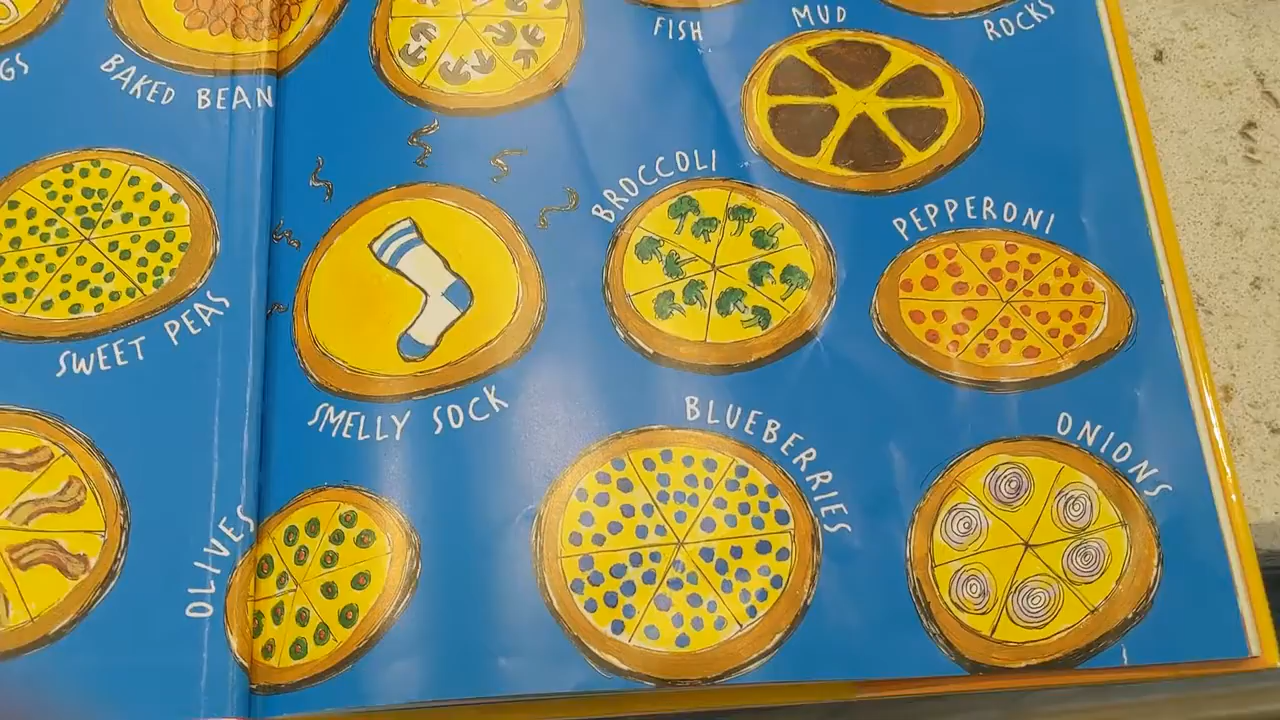 FISH
MUD
ROCKS
BAKED BEAN
BROCCOLI
PEPPERONI
SWEET PEAS
SMELLY SOCK
BLUEBERRIES
ONIONS
OLIVES